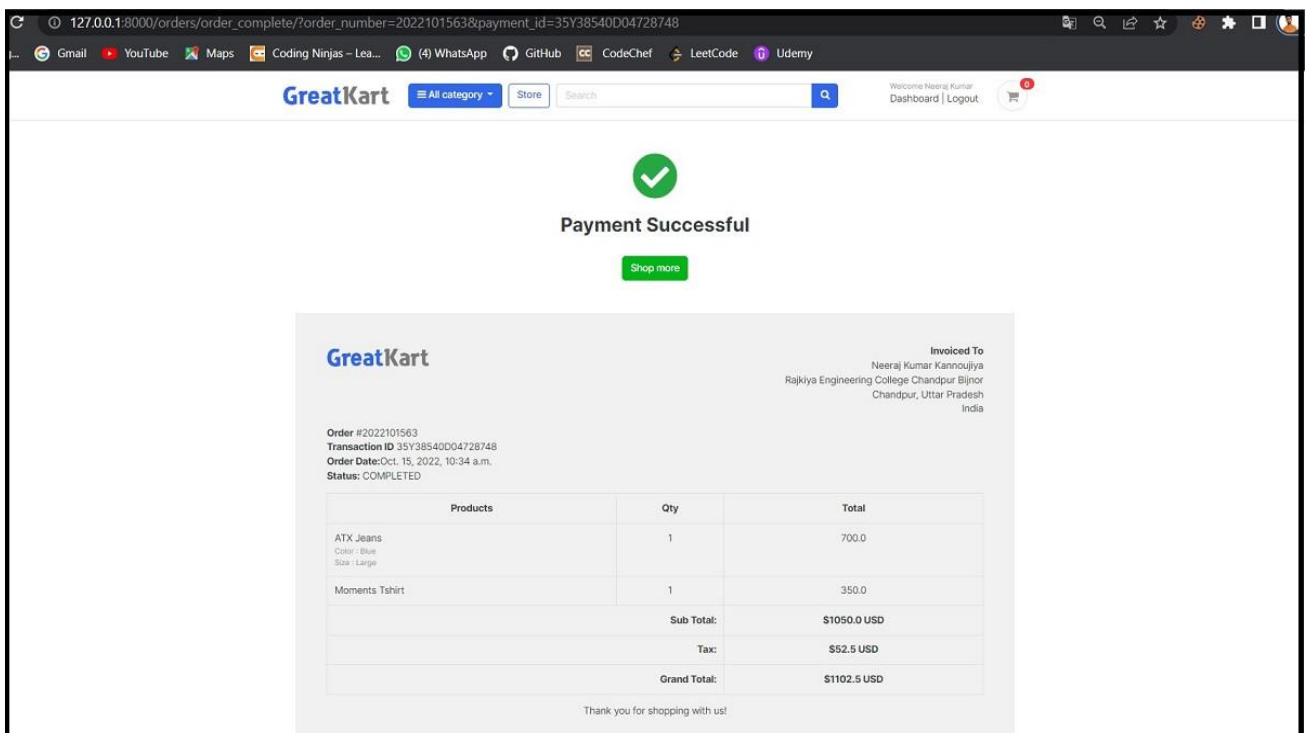 127.0.0.1:8000/orders/order_complete/?order_number=2022101563&payment_id=35Y38540D04728748
Gmail YouTube Maps Coding Ninjas – Lea... (4) WhatsApp GitHub CodeChef LeetCode Udemy
GreatKart All category Store Search Welcome Neeraj Kumar 0
Dashboard | Logout
Payment Successful
Shop more
GreatKart
Invoiced To
Neeraj Kumar Kannoujiya
Rajkiya Engineering College Chandpur Bijnor
Chandpur, Uttar Pradesh
India
Order #2022101563
Transaction ID 35Y38540D04728748
Order Date:Oct. 15, 2022, 10:34 a.m.
Status: COMPLETED
Products Qty Total
ATX Jeans 1 700.0
Color : Blue
Size : Large
Moments Tshirt 1 350.0
Sub Total: $1050.0 USD
Tax: $52.5 USD
Grand Total: $1102.5 USD
Thank you for shopping with us!